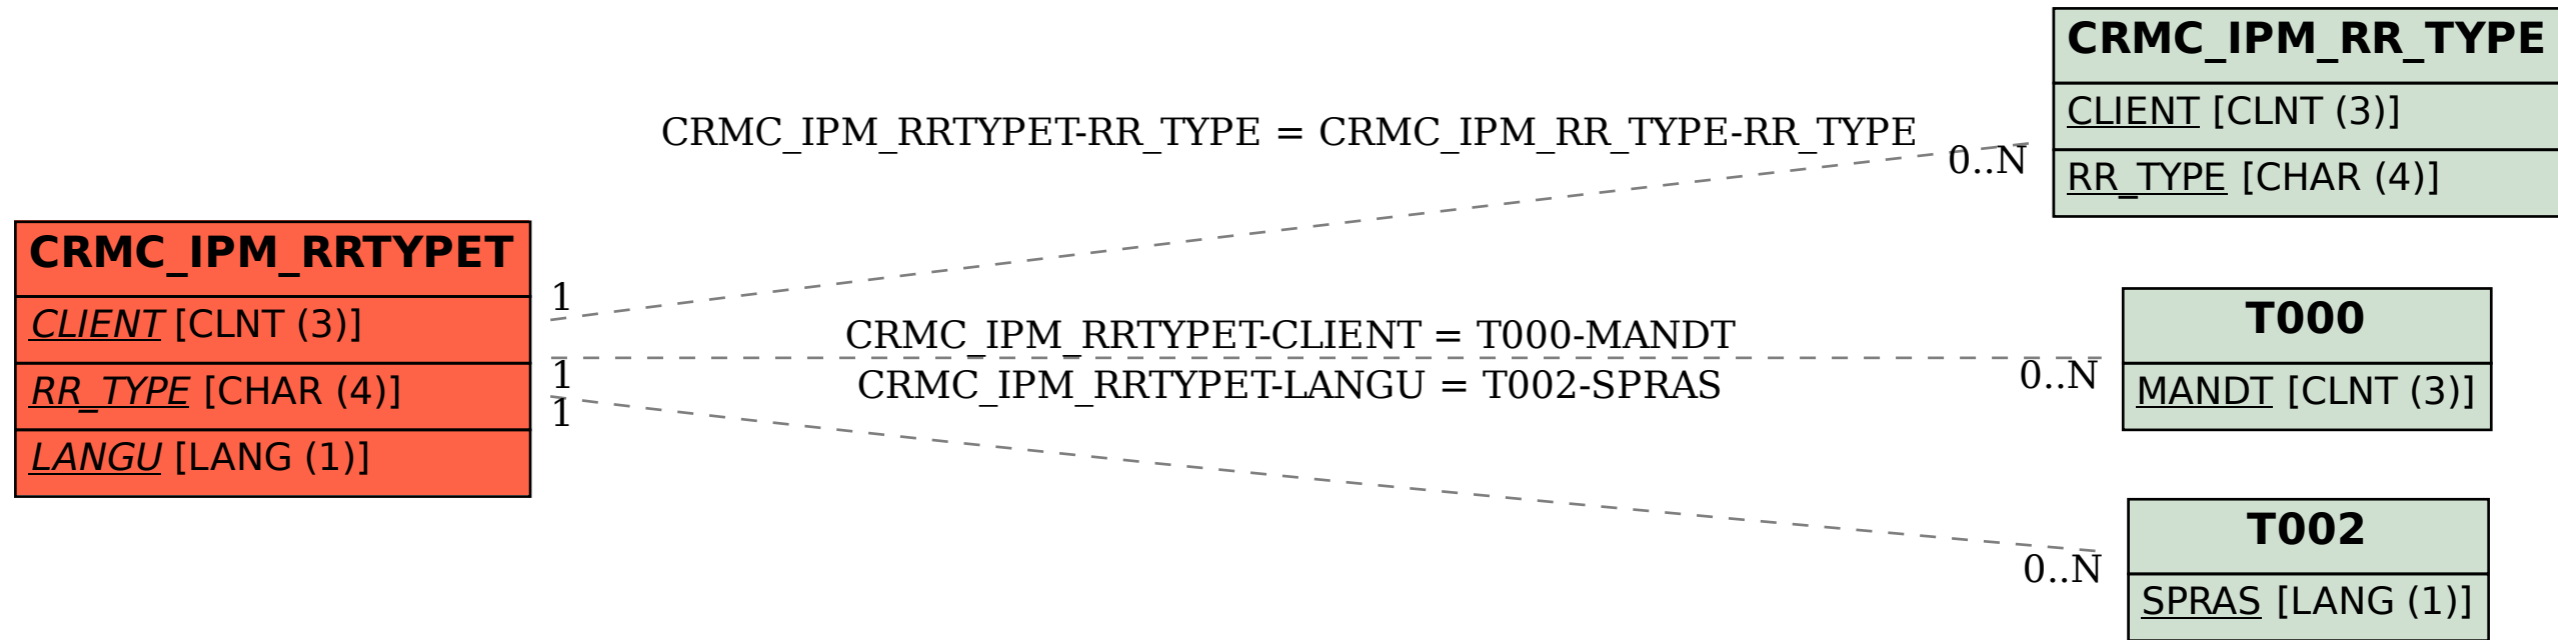 CRMC_IPM_RR_TYPE
CLIENT [CLNT (3)]
RR_TYPE [CHAR (4)]
CRMC_IPM_RRTYPET-RR_TYPE = CRMC_IPM_RR_TYPE-RR_TYPE
0..N
CRMC_IPM_RRTYPET
CLIENT [CLNT (3)]
RR_TYPE [CHAR (4)]
LANGU [LANG (1)]
1
1
1
CRMC_IPM_RRTYPET-CLIENT = T000-MANDT
0..N
CRMC_IPM_RRTYPET-LANGU = T002-SPRAS
0..N
T000
MANDT [CLNT (3)]
T002
SPRAS [LANG (1)]